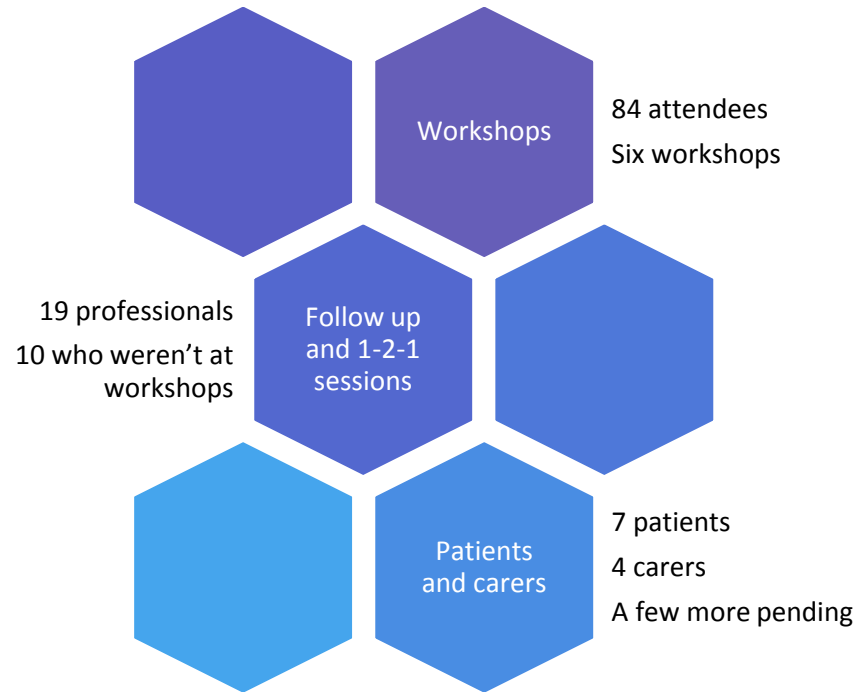 Workshops
84 attendees
Six workshops
19 professionals
10 who weren’t at
workshops
Follow up
and 1-2-1
sessions
Patients
and carers
7 patients
4 carers
A few more pending